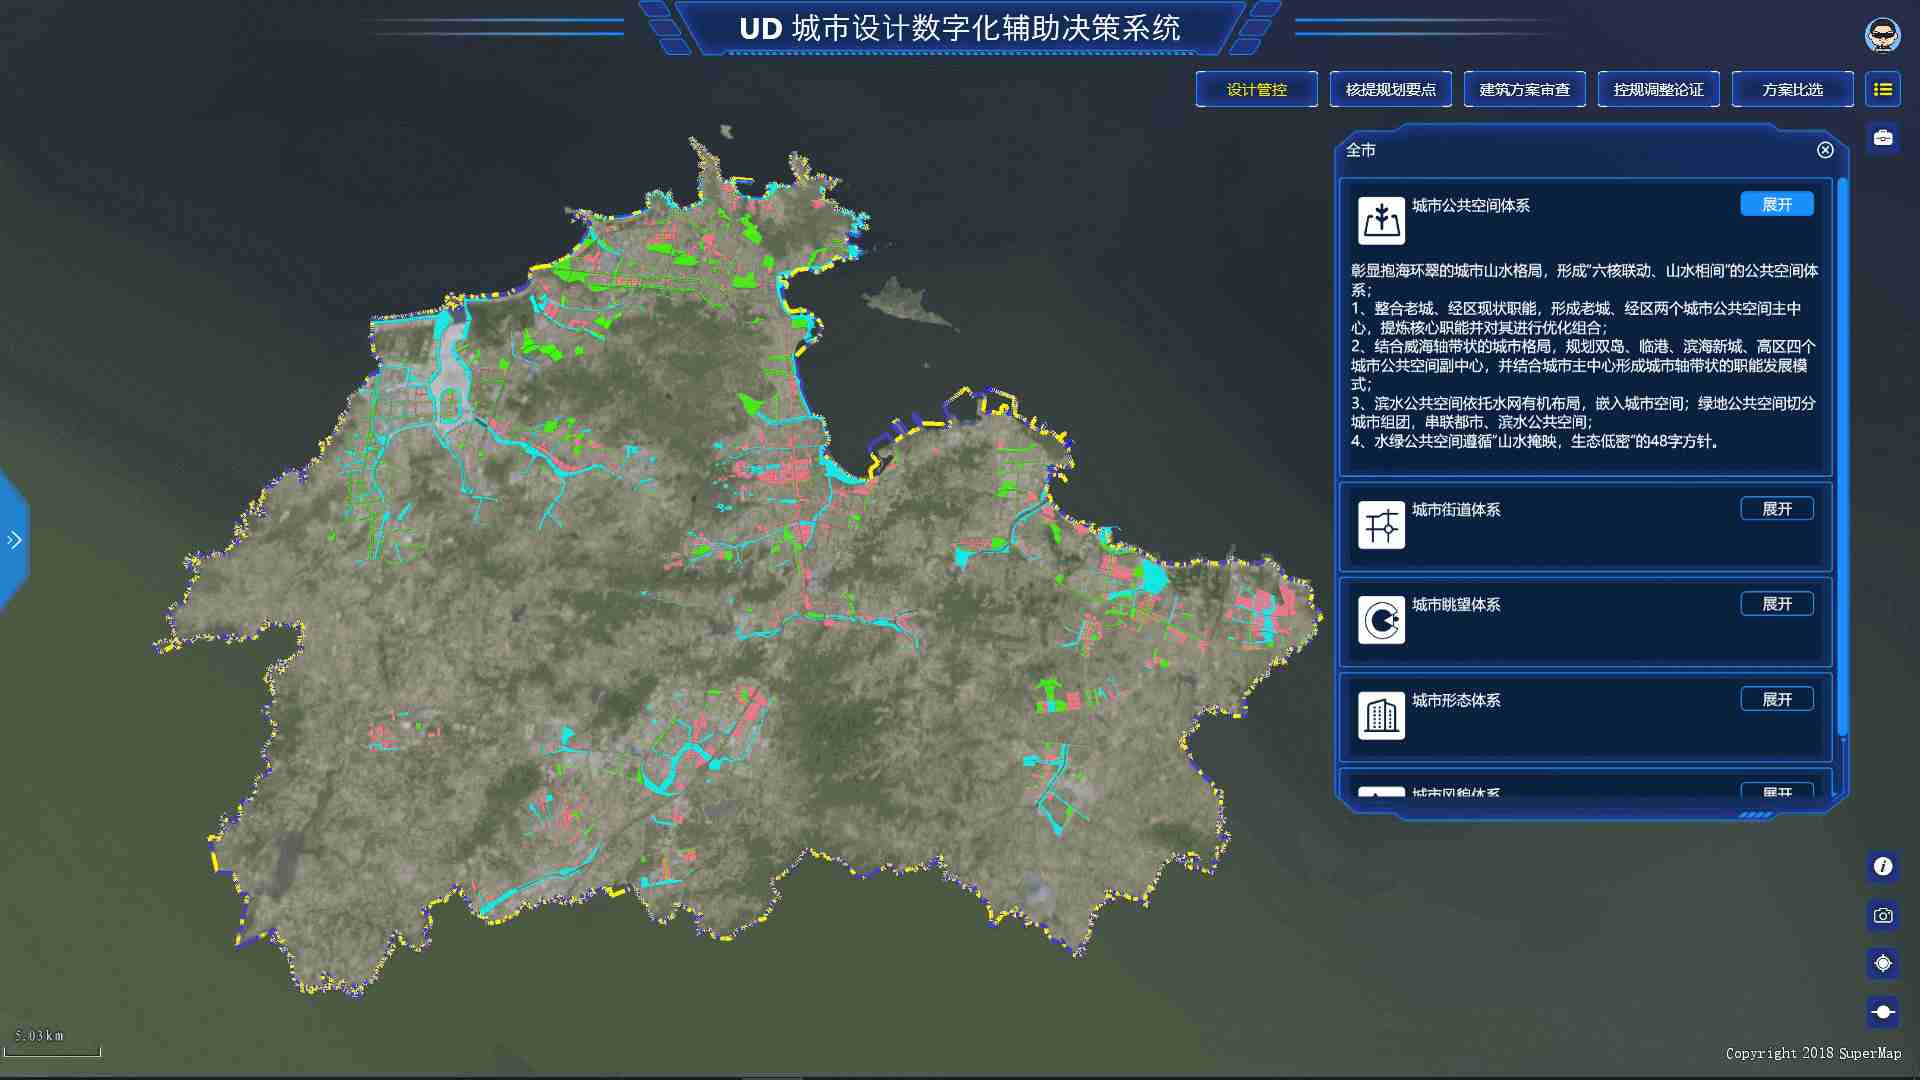 UD 城市设计数字化辅助决策系统
设计管控
核提规划要点
建筑方案审查
控规调整论证
方案比选
全市
城市公共空间体系
展开
彰显抱海环翠的城市山水格局，形成"六核联动、山水相间"的公共空间体
系；
1、整合老城、经区现状职能，形成老城、经区两个城市公共空间主中
心，提炼核心职能并对其进行优化组合；
2、结合威海轴带状的城市格局，规划双岛、临港、滨海新城、高区四个
城市公共空间副中心，并结合城市主中心形成城市轴带状的职能发展模
式；
3、滨水公共空间依托水网有机布局，嵌入城市空间；绿地公共空间切分
城市组团，串联都市、滨水公共空间；
4、水绿公共空间遵循"山水掩映，生态低密"的48字方针。
城市街道体系
展开
城市眺望体系
展开
城市形态体系
展开
城市风貌体系
展开
5.03km
Copyright 2018 SuperMap